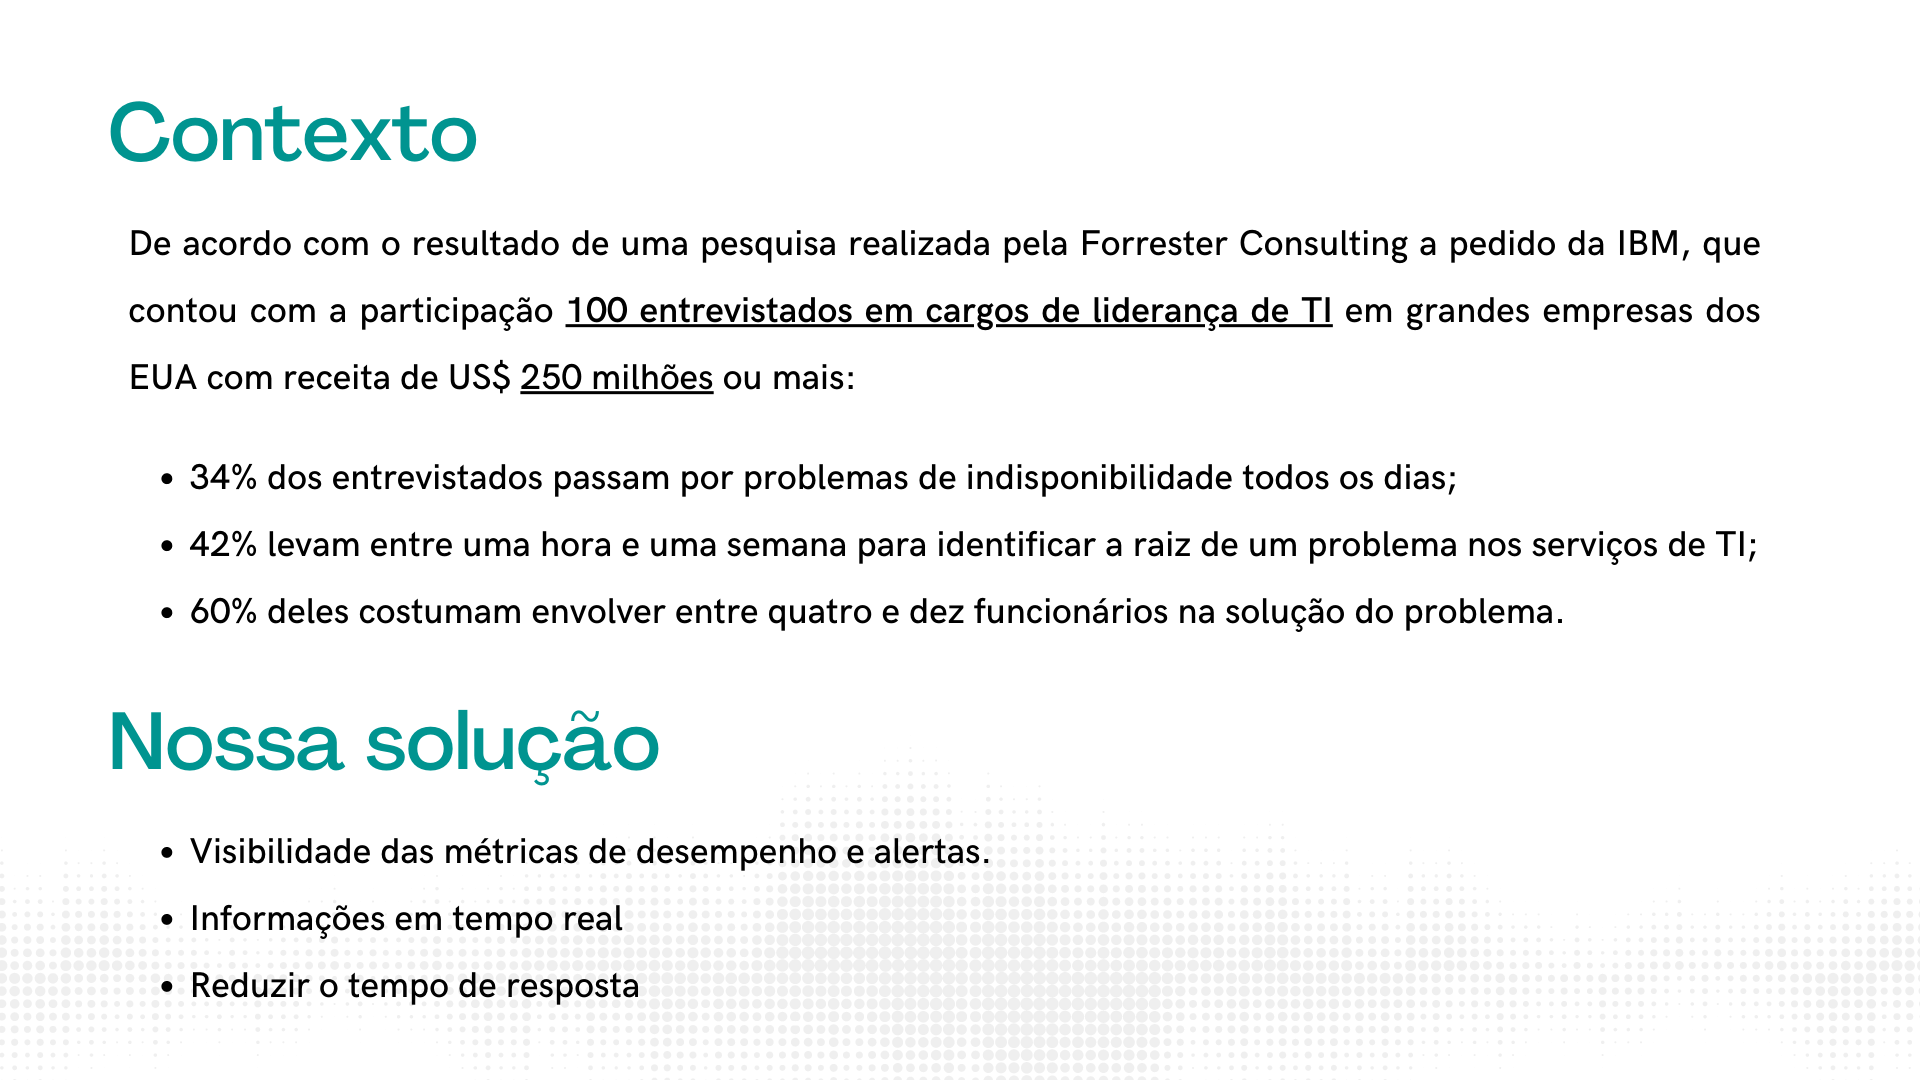 Contexto
De acordo com o resultado de uma pesquisa realizada pela Forrester Consulting a pedido da IBM, que
contou com a participação 100 entrevistados em cargos de liderança de TI em grandes empresas dos
EUA com receita de US$ 250 milhões ou mais:
• 34% dos entrevistados passam por problemas de indisponibilidade todos os dias;
• 42% levam entre uma hora e uma semana para identificar a raiz de um problema nos serviços de TI;
• 60% deles costumam envolver entre quatro e dez funcionários na solução do problema.
Nossa solução
• Visibilidade das métricas de desempenho e alertas.
• Informações em tempo real
• Reduzir o tempo de resposta